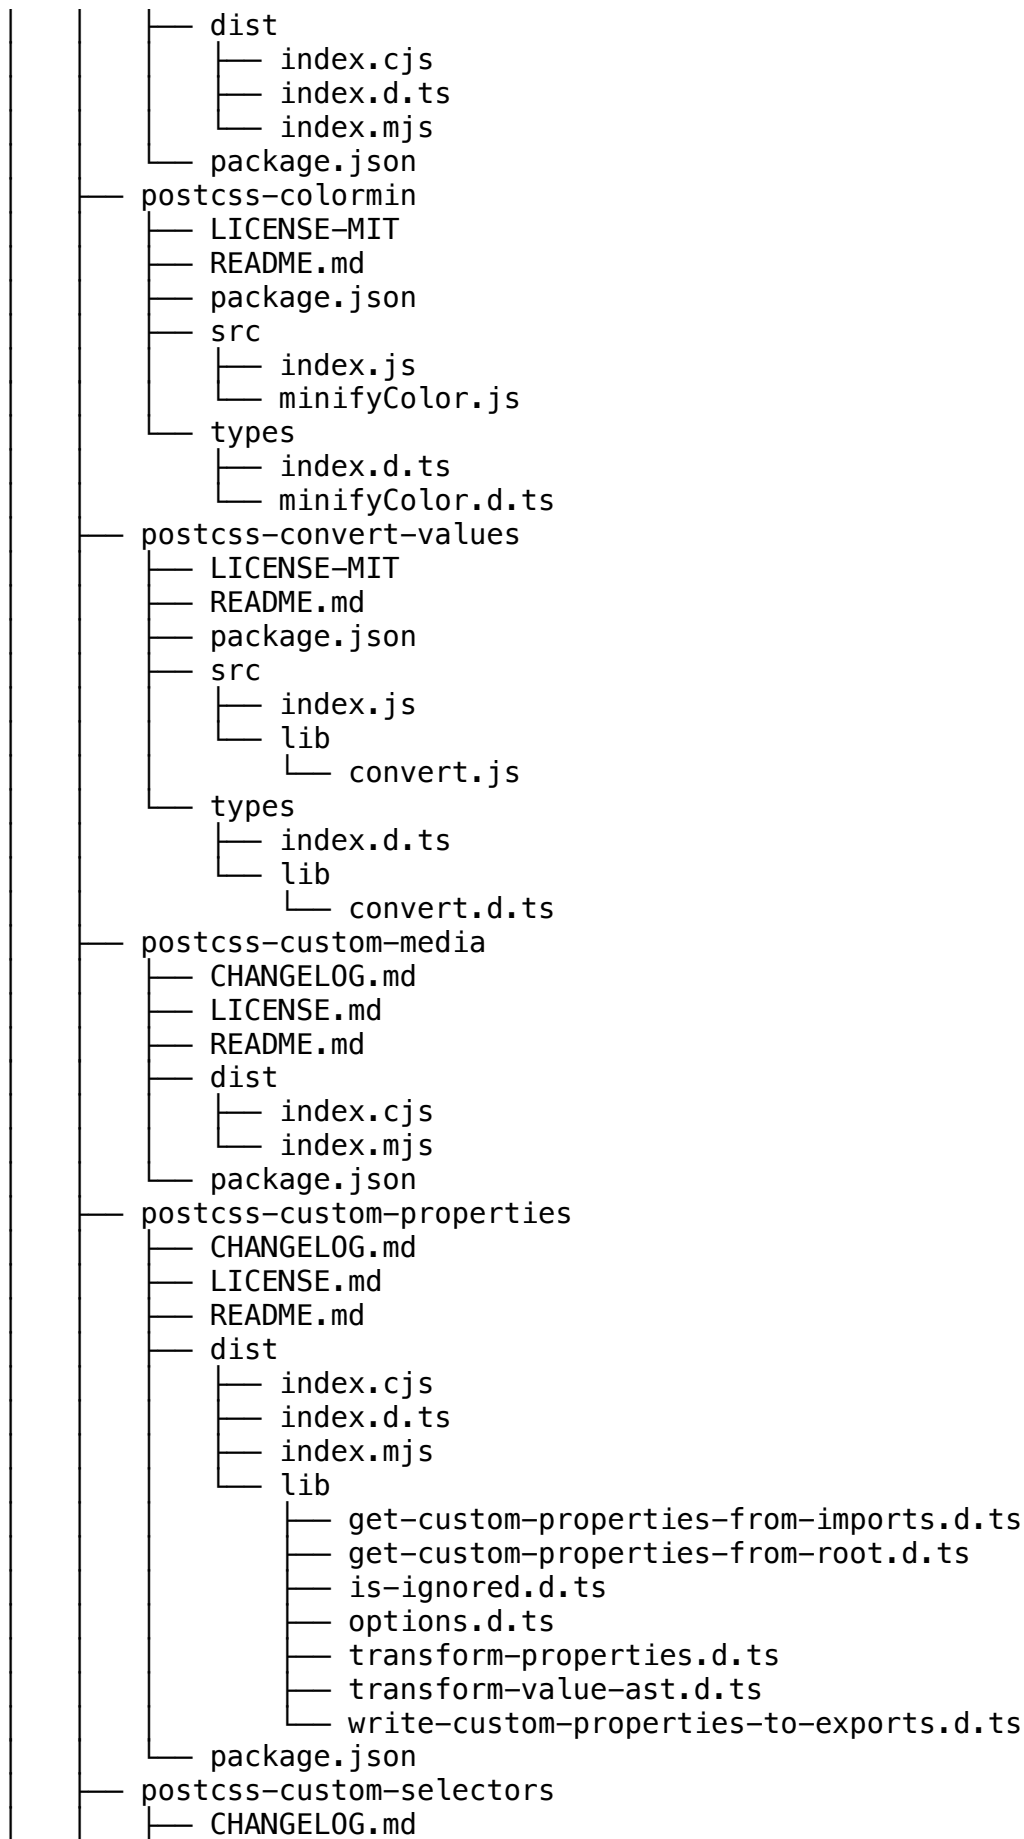 │   │   ├── dist
│   │   │   ├── index.cjs
│   │   │   ├── index.d.ts
│   │   │   └── index.mjs
│   │   └── package.json
│   ├── postcss-colormin
│   │   ├── LICENSE-MIT
│   │   ├── README.md
│   │   ├── package.json
│   │   ├── src
│   │   │   ├── index.js
│   │   │   └── minifyColor.js
│   │   └── types
│   │       ├── index.d.ts
│   │       └── minifyColor.d.ts
│   ├── postcss-convert-values
│   │   ├── LICENSE-MIT
│   │   ├── README.md
│   │   ├── package.json
│   │   ├── src
│   │   │   ├── index.js
│   │   │   └── lib
│   │   │       └── convert.js
│   │   └── types
│   │       ├── index.d.ts
│   │       └── lib
│   │           └── convert.d.ts
│   ├── postcss-custom-media
│   │   ├── CHANGELOG.md
│   │   ├── LICENSE.md
│   │   ├── README.md
│   │   ├── dist
│   │   │   ├── index.cjs
│   │   │   └── index.mjs
│   │   └── package.json
│   ├── postcss-custom-properties
│   │   ├── CHANGELOG.md
│   │   ├── LICENSE.md
│   │   ├── README.md
│   │   ├── dist
│   │   │   ├── index.cjs
│   │   │   ├── index.d.ts
│   │   │   ├── index.mjs
│   │   │   └── lib
│   │   │       ├── get-custom-properties-from-imports.d.ts
│   │   │       ├── get-custom-properties-from-root.d.ts
│   │   │       ├── is-ignored.d.ts
│   │   │       ├── options.d.ts
│   │   │       ├── transform-properties.d.ts
│   │   │       ├── transform-value-ast.d.ts
│   │   │       └── write-custom-properties-to-exports.d.ts
│   │   └── package.json
│   ├── postcss-custom-selectors
│   │   ├── CHANGELOG.md